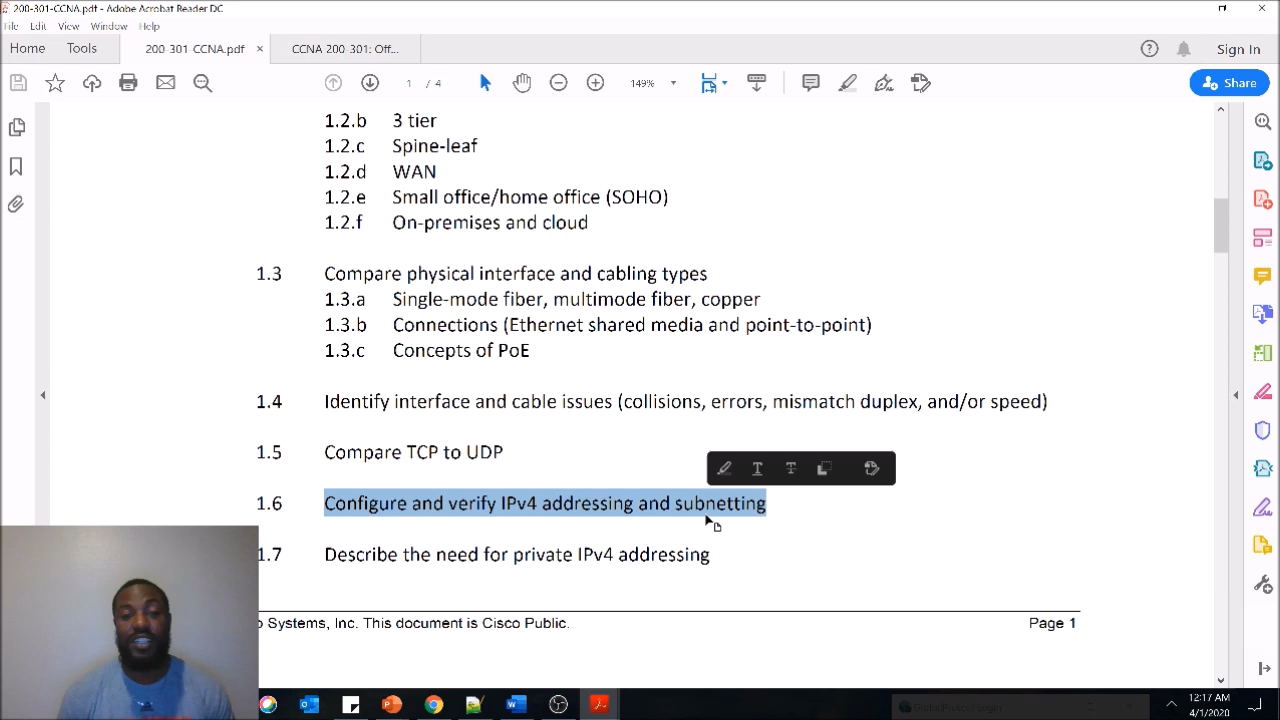 200-301-CCNA.pdf - Adobe Acrobat Reader DC
File Edit View Window Help
Home Tools 200-301-CCNA.pdf × CCNA 200-301: Off...
Sign In
1 / 4
149%
Share
1.2.b 3 tier
1.2.c Spine-leaf
1.2.d WAN
1.2.e Small office/home office (SOHO)
1.2.f On-premises and cloud
1.3 Compare physical interface and cabling types
1.3.a Single-mode fiber, multimode fiber, copper
1.3.b Connections (Ethernet shared media and point-to-point)
1.3.c Concepts of PoE
1.4 Identify interface and cable issues (collisions, errors, mismatch duplex, and/or speed)
1.5 Compare TCP to UDP
1.6 Configure and verify IPv4 addressing and subnetting
1.7 Describe the need for private IPv4 addressing
o Systems, Inc. This document is Cisco Public. Page 1
12:17 AM
4/1/2020